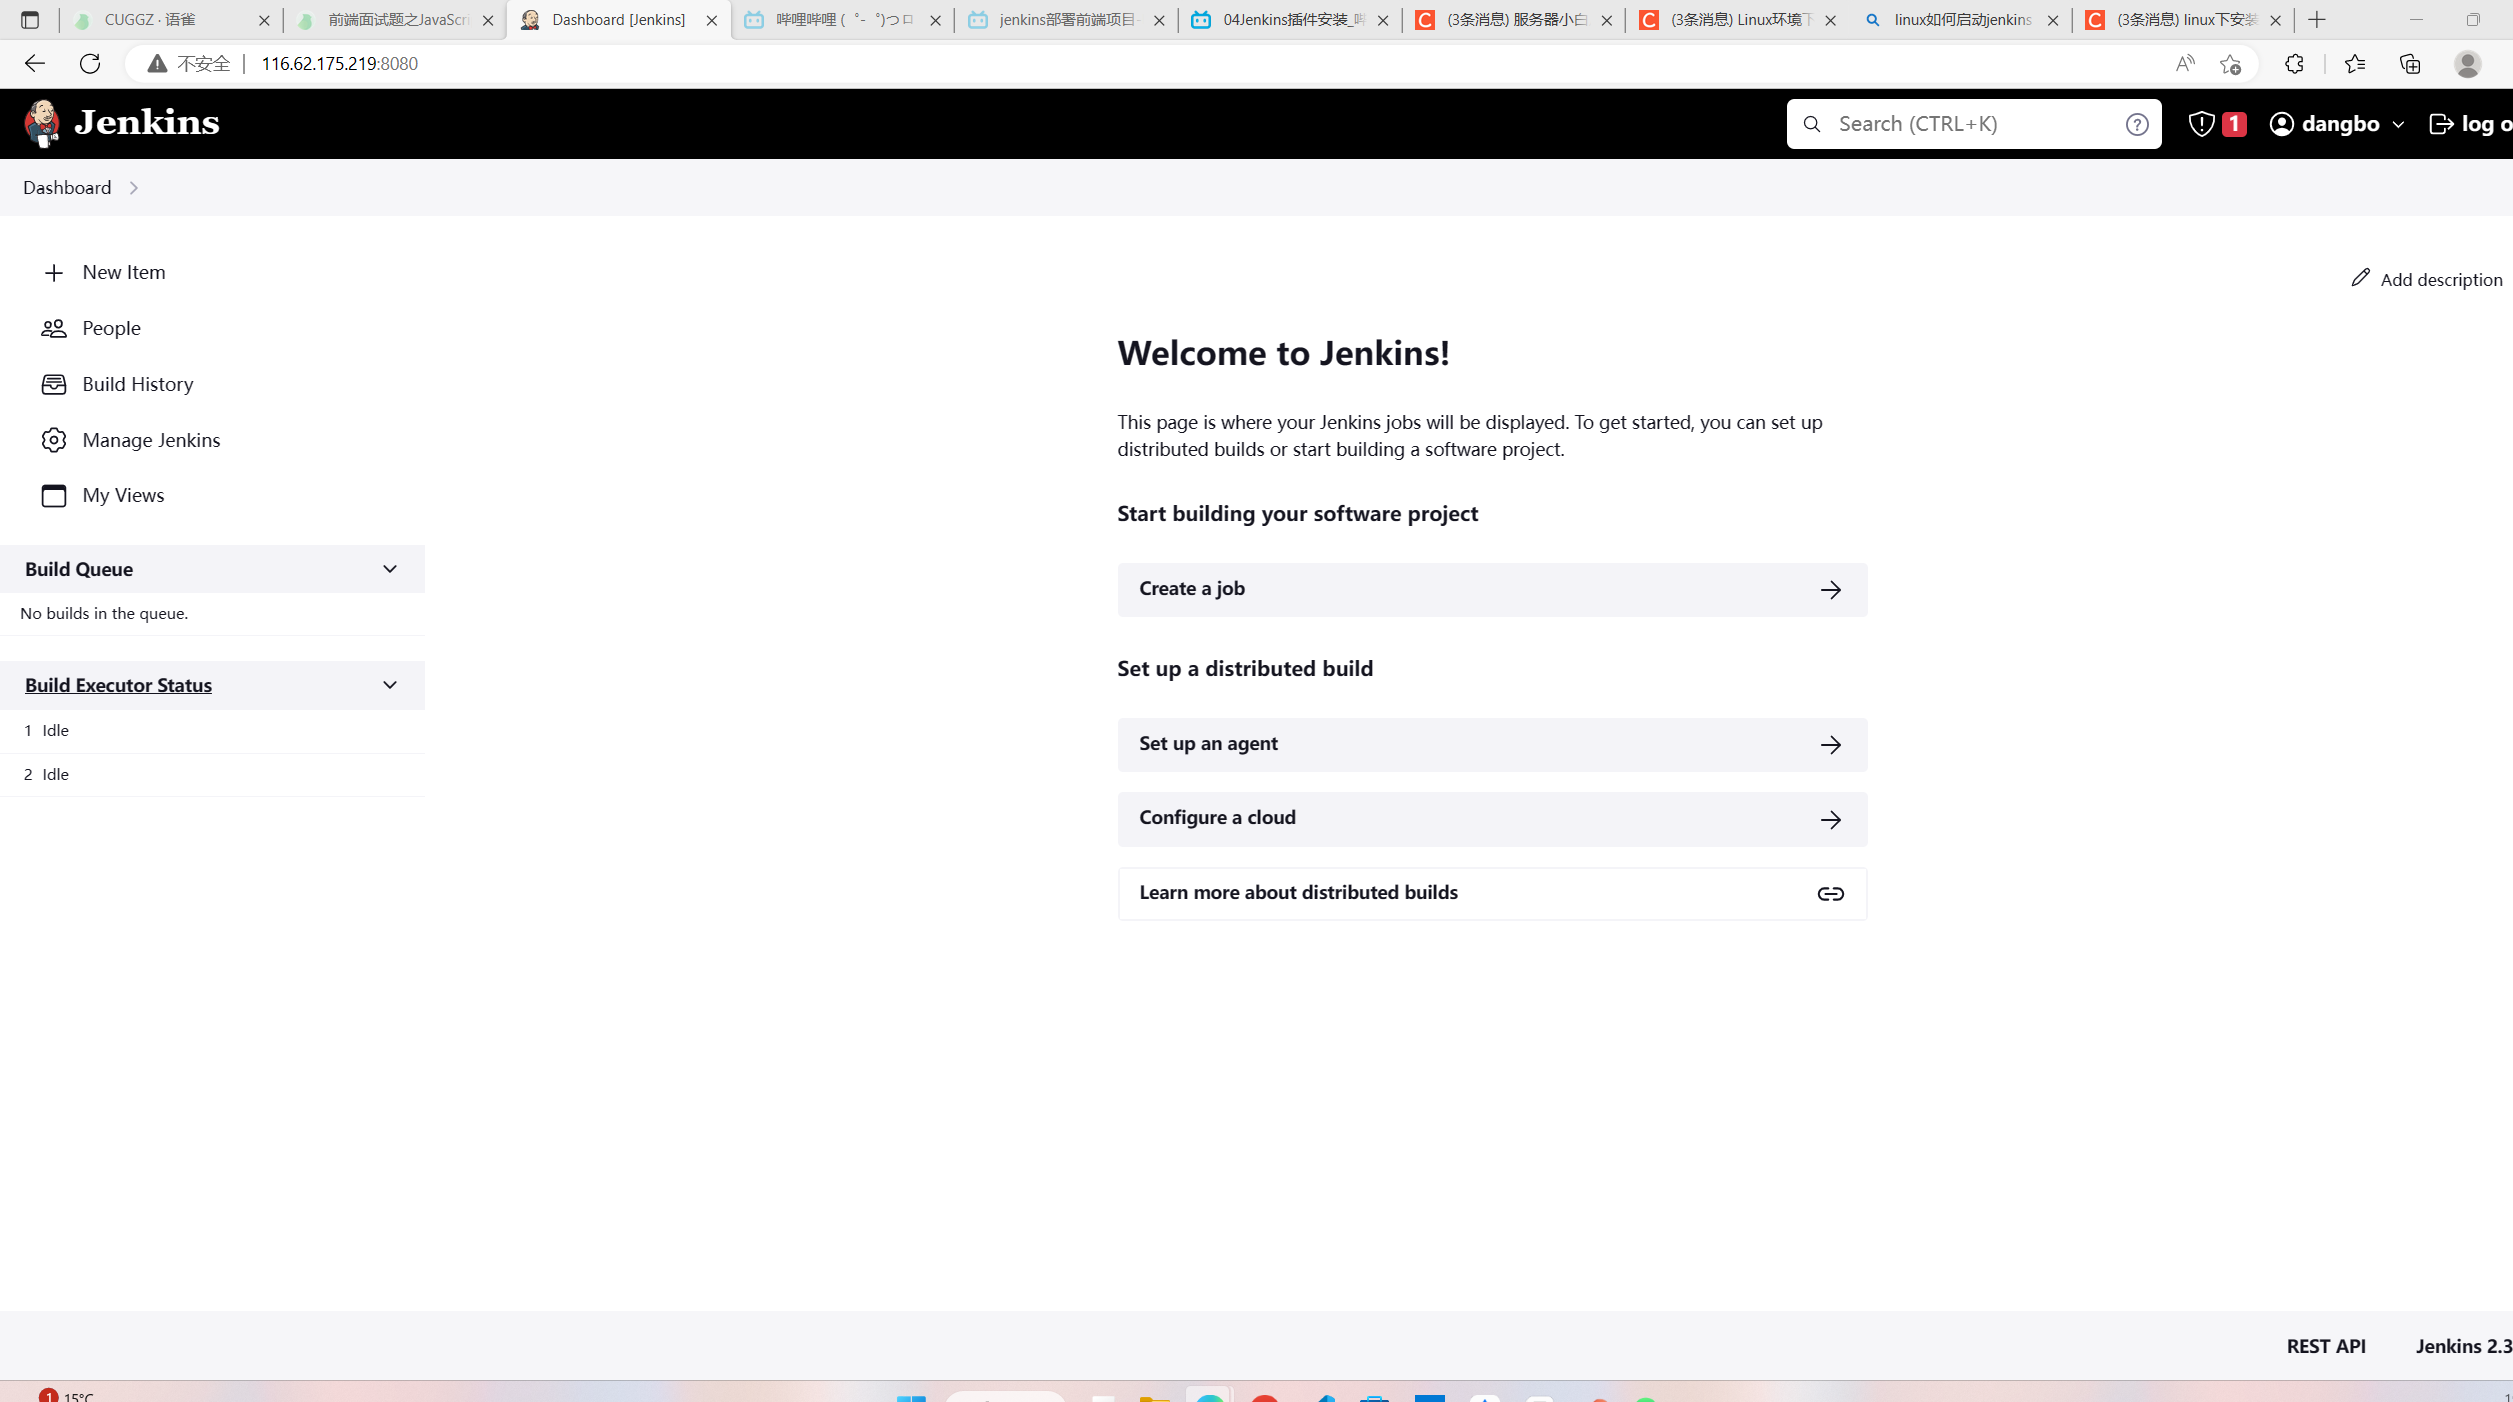 CUGGZ · 语雀
前端面试题之JavaScri
Dashboard [Jenkins]
哔哩哔哩 (゜-゜)つロ
jenkins部署前端项目-
04Jenkins插件安装_哔
(3条消息) 服务器小白
(3条消息) Linux环境下
linux如何启动jenkins
(3条消息) linux下安装
不安全
116.62.175.219:8080
Jenkins
Search (CTRL+K)
1
dangbo
log o
Dashboard
New Item
Add description
People
Build History
Manage Jenkins
My Views
Build Queue
No builds in the queue.
Build Executor Status
1 Idle
2 Idle
Welcome to Jenkins!
This page is where your Jenkins jobs will be displayed. To get started, you can set up
distributed builds or start building a software project.
Start building your software project
Create a job
Set up a distributed build
Set up an agent
Configure a cloud
Learn more about distributed builds
REST API
Jenkins 2.3
1
15°C